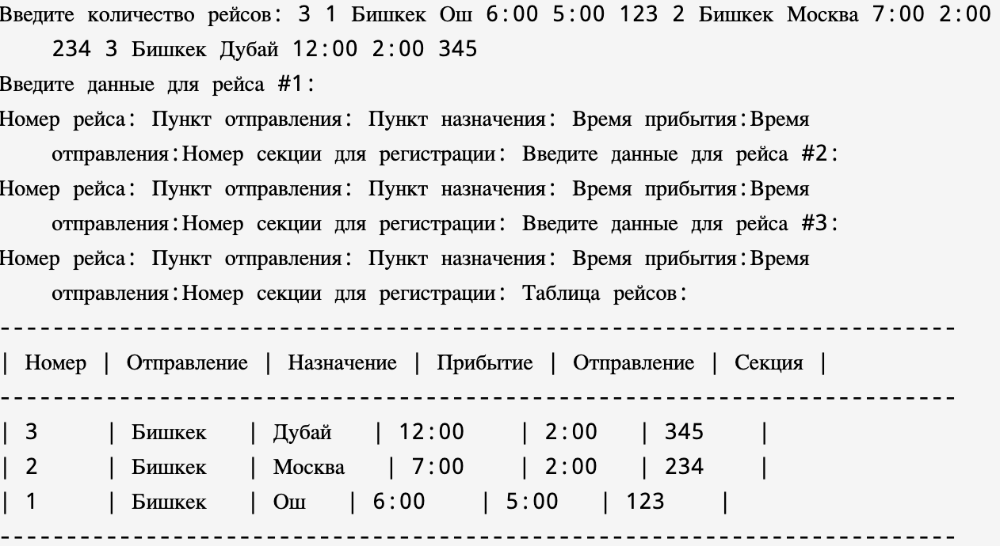 Введите количество рейсов: 3 1 Бишкек Ош 6:00 5:00 123 2 Бишкек Москва 7:00 2:00
234 3 Бишкек Дубай 12:00 2:00 345
Введите данные для рейса #1:
Номер рейса: Пункт отправления: Пункт назначения: Время прибытия:Время
отправления:Номер секции для регистрации: Введите данные для рейса #2:
Номер рейса: Пункт отправления: Пункт назначения: Время прибытия:Время
отправления:Номер секции для регистрации: Введите данные для рейса #3:
Номер рейса: Пункт отправления: Пункт назначения: Время прибытия:Время
отправления:Номер секции для регистрации: Таблица рейсов:
------------------------------------------------------------------------
| Номер | Отправление | Назначение | Прибытие | Отправление | Секция |
------------------------------------------------------------------------
| 3 | Бишкек | Дубай | 12:00 | 2:00 | 345 |
| 2 | Бишкек | Москва | 7:00 | 2:00 | 234 |
| 1 | Бишкек | Ош | 6:00 | 5:00 | 123 |
------------------------------------------------------------------------